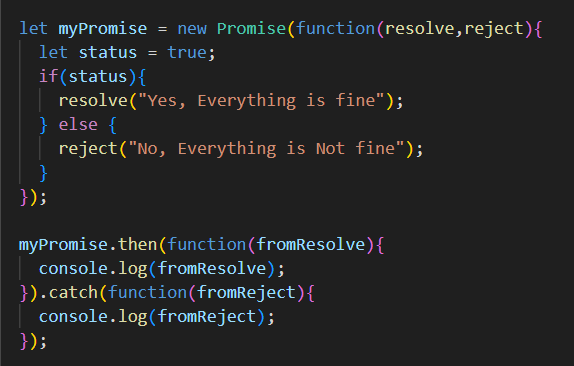 let myPromise = new Promise(function(resolve,reject){
  let status = true;
  if(status){
    resolve("Yes, Everything is fine");
  } else {
    reject("No, Everything is Not fine");
  }
});

myPromise.then(function(fromResolve){
  console.log(fromResolve);
}).catch(function(fromReject){
  console.log(fromReject);
});